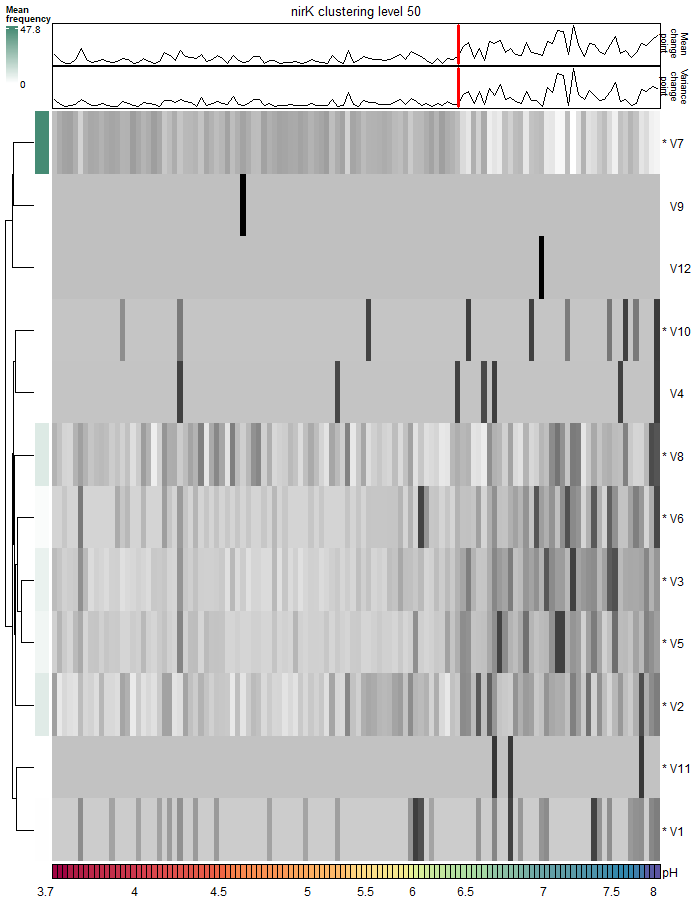 nirK clustering level 50
Mean
frequency
47.8
0
Mean
change
point
Variance
change
point
* V7
V9
V12
* V10
V4
* V8
* V6
* V3
* V5
* V2
* V11
* V1
pH
3.7 4 4.5 5 5.5 6 6.5 7 7.5 8